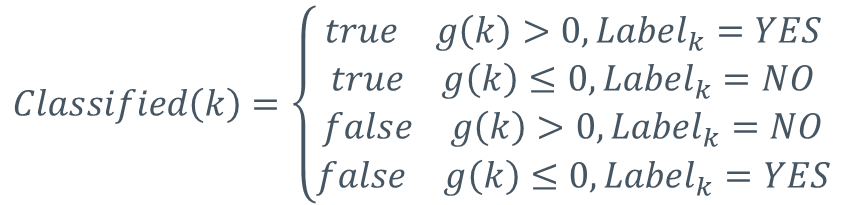 true g(k) > 0, Label_k = YES
true g(k) ≤ 0, Label_k = NO
Classified(k) = {
false g(k) > 0, Label_k = NO
false g(k) ≤ 0, Label_k = YES